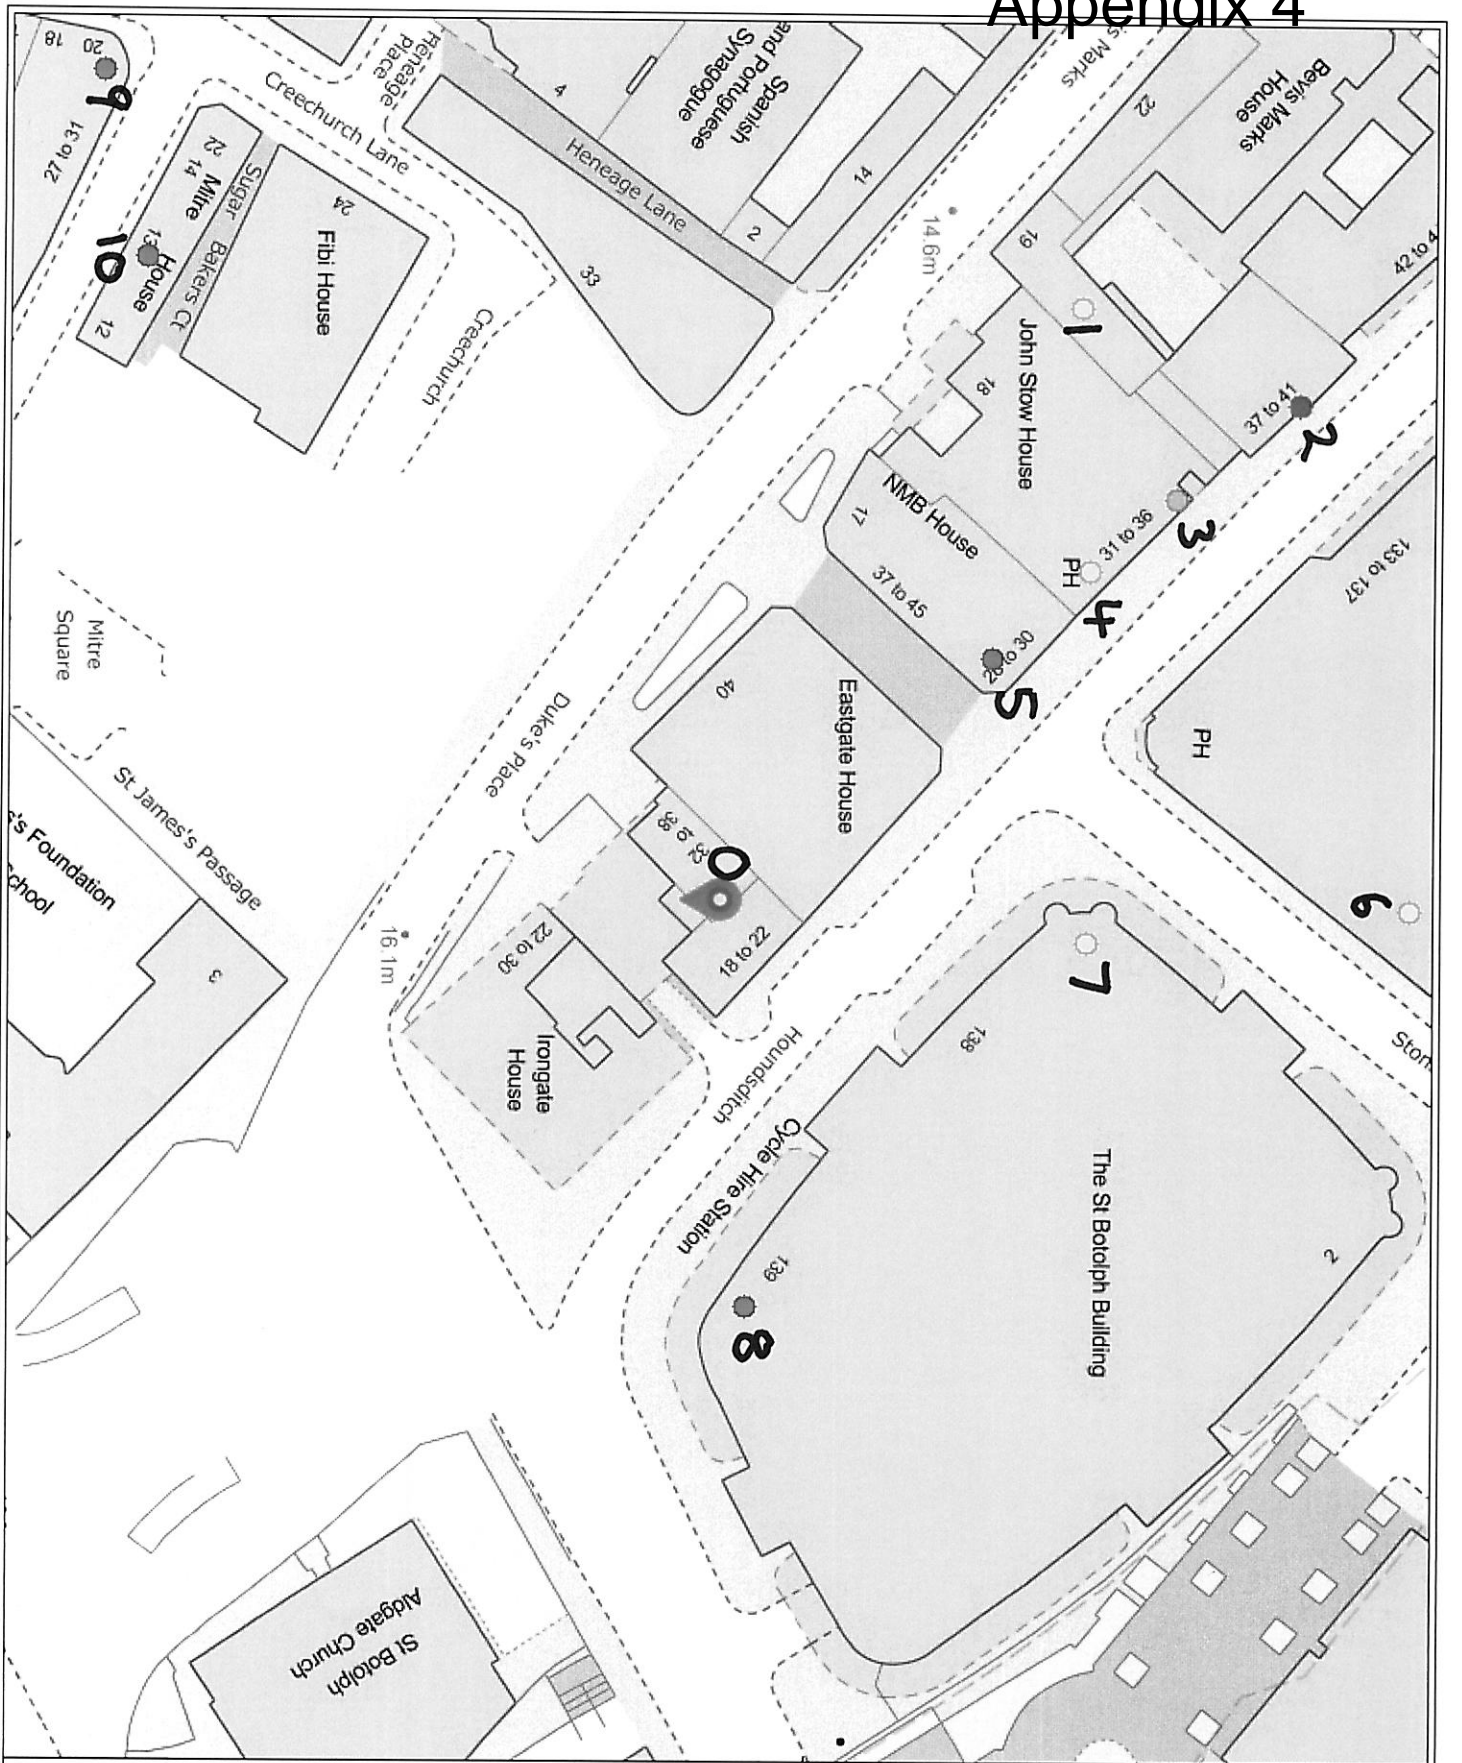 Appendix 4
18 20
9
27 to 31
Creechurch Lane
Heneage
Place
4
Spanish
and Portuguese
Synagogue
Heneage Lane
14
2
is Marks
22
Bevis Marks
House
42 to 4
22
14
Mitre
House
13
12
10
Sugar Bakers Ct
24
Fibi House
33
Creechurch
14.6m
19
1
18
John Stow House
37 to 41
2
31 to 36
3
PH
4
NMB House
17
37 to 45
to 30
5
133 to 137
PH
6
Mitre
Square
Duke's Place
40
Eastgate House
32 to 38
0
18 to 22
St James's Passage
's Foundation
chool
3
16.1m
22 to 30
Irongate
House
Houndsditch
Cycle Hire Station
7
138
Ston
The St Botolph Building
2
139
8
St Botolph
Aldgate Church